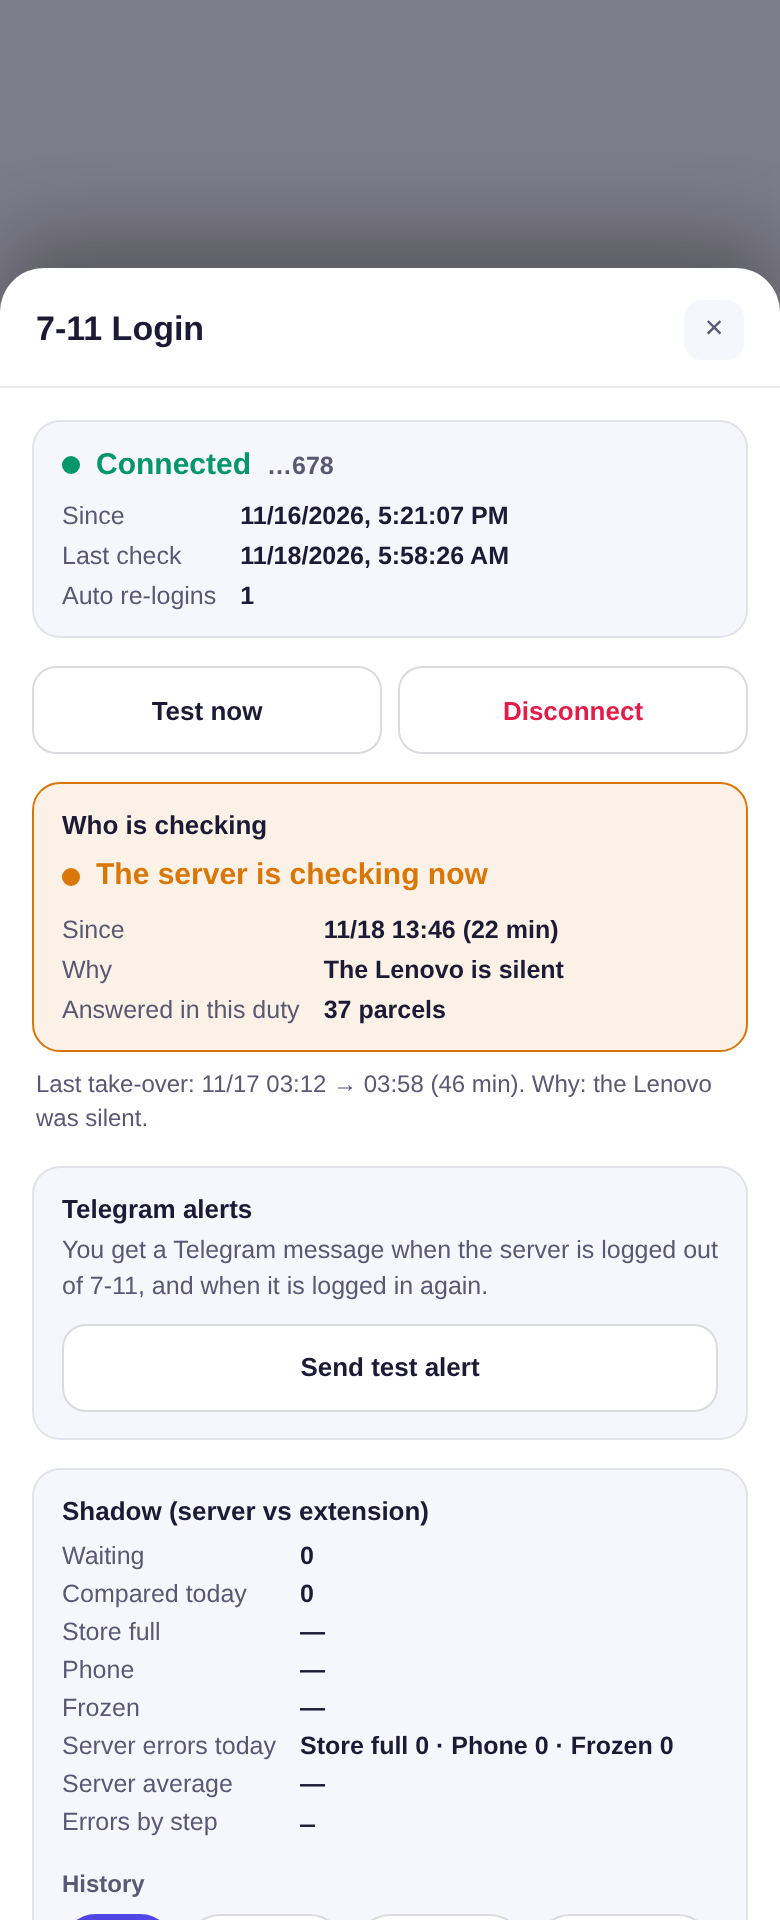 7-11 Login
×
Connected …678
Since 11/16/2026, 5:21:07 PM
Last check 11/18/2026, 5:58:26 AM
Auto re-logins 1
Test now
Disconnect
Who is checking
The server is checking now
Since 11/18 13:46 (22 min)
Why The Lenovo is silent
Answered in this duty 37 parcels
Last take-over: 11/17 03:12 → 03:58 (46 min). Why: the Lenovo
was silent.
Telegram alerts
You get a Telegram message when the server is logged out
of 7-11, and when it is logged in again.
Send test alert
Shadow (server vs extension)
Waiting 0
Compared today 0
Store full —
Phone —
Frozen —
Server errors today Store full 0 · Phone 0 · Frozen 0
Server average —
Errors by step –
History